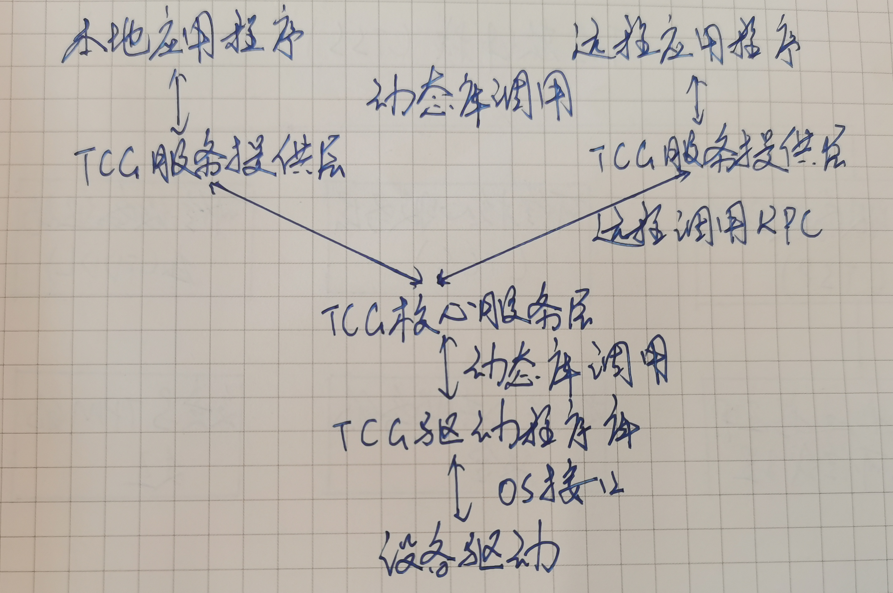 本地应用程序
远程应用程序
动态库调用
TCG服务提供层
TCG服务提供层
远程调用RPC
TCG核心服务层
动态库调用
TCG驱动程序库
OS接口
设备驱动